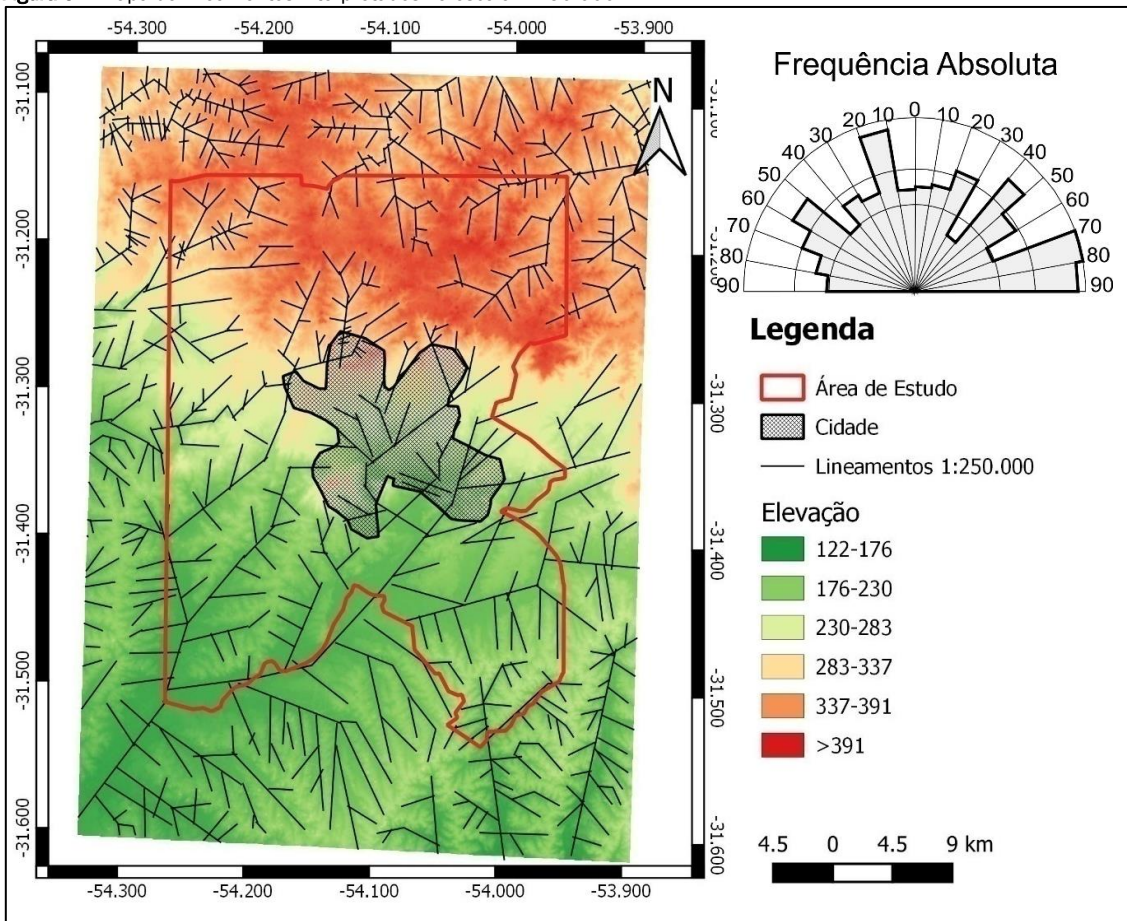 -54.300 -54.200 -54.100 -54.000 -53.900
-31.100
-31.200
-31.300
-31.400
-31.500
-31.600
N
-31.300
-31.400
-31.500
-31.600
-54.300 -54.200 -54.100 -54.000 -53.900
Frequência Absoluta
90 80 70 60 50 40 30 20 10 0 10 20 30 40 50 60 70 80 90
Legenda
Área de Estudo
Cidade
Lineamentos 1:250.000
Elevação
122-176
176-230
230-283
283-337
337-391
>391
4.5 0 4.5 9 km